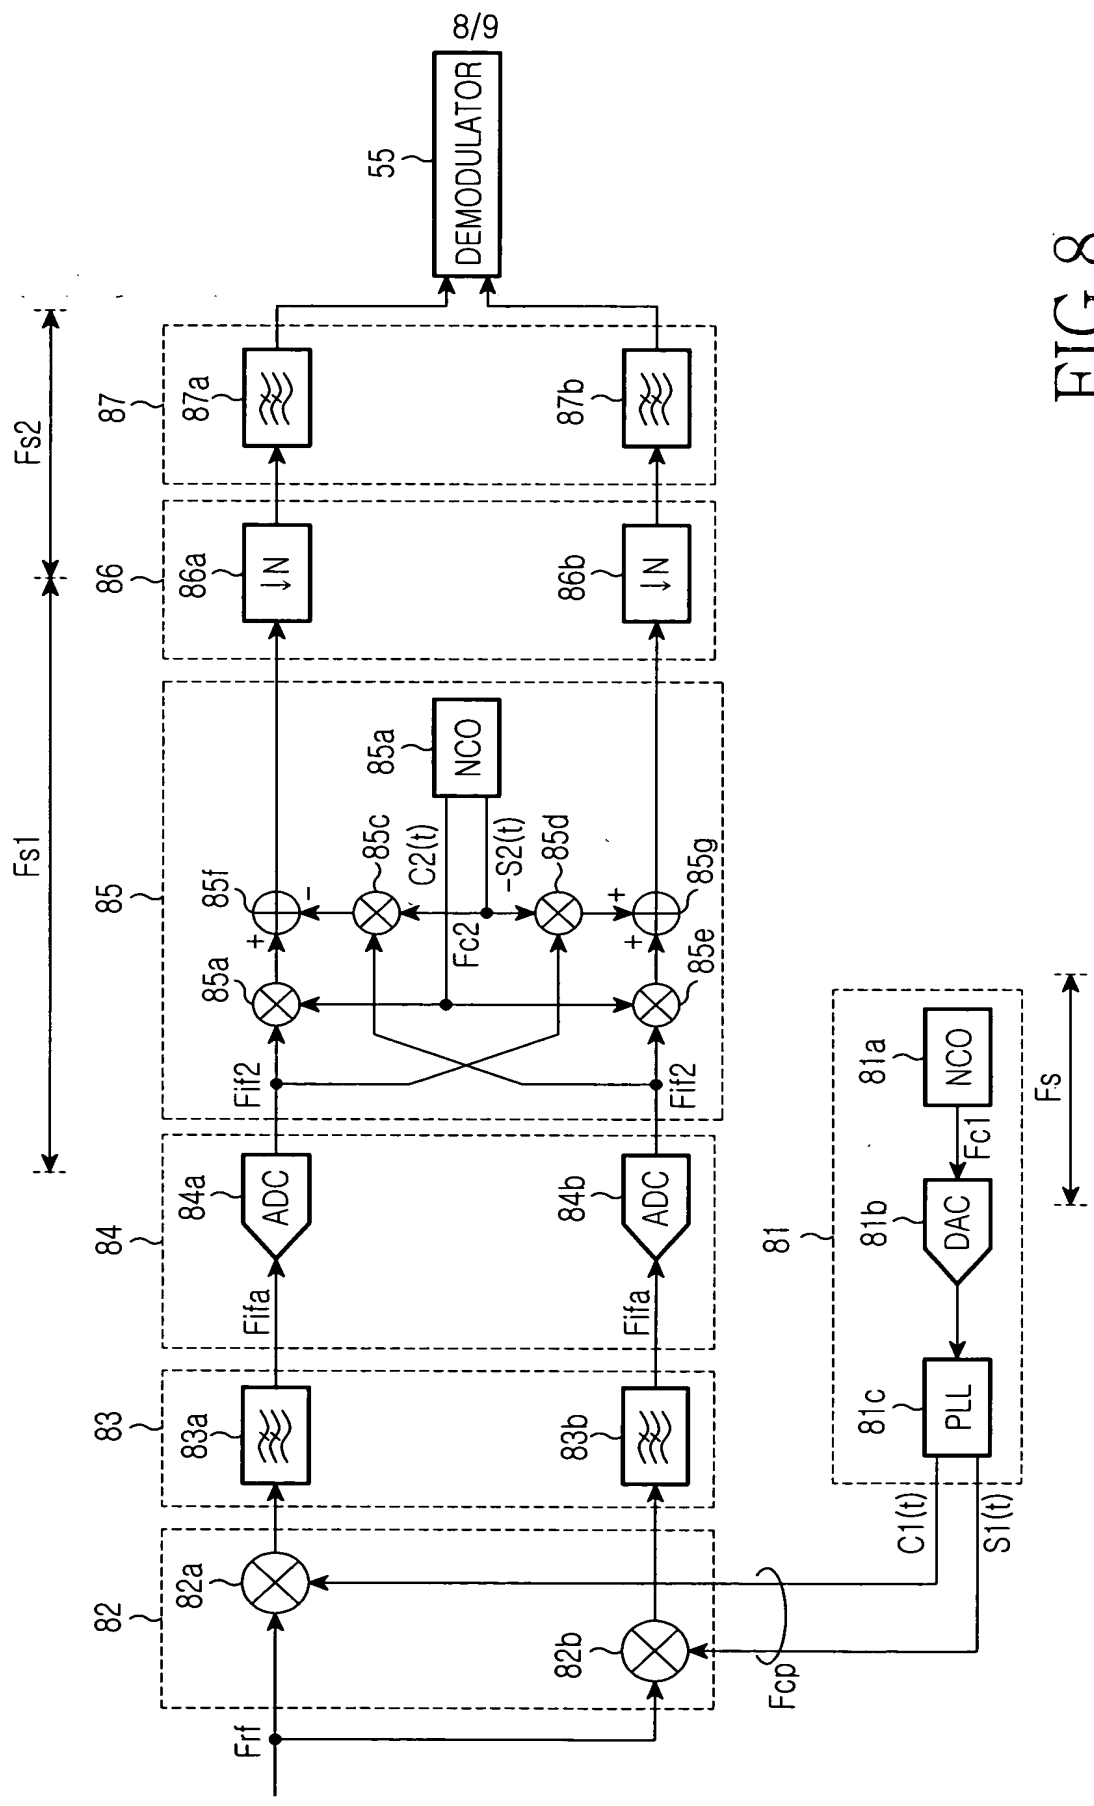 Fs1
Fs2
82
83
84
85
86
87
Frf
82a
83a
Fifa
84a
ADC
Fif2
85a
+
85f
-
86a
↓N
87a
85c
C2(t)
85a
NCO
Fc2
-S2(t)
85d
55
DEMODULATOR
8/9
82b
83b
Fifa
84b
ADC
Fif2
85e
+
+
85g
86b
↓N
87b
Fcp
81
C1(t)
S1(t)
81c
PLL
81b
DAC
Fc1
81a
NCO
Fs
FIG.8